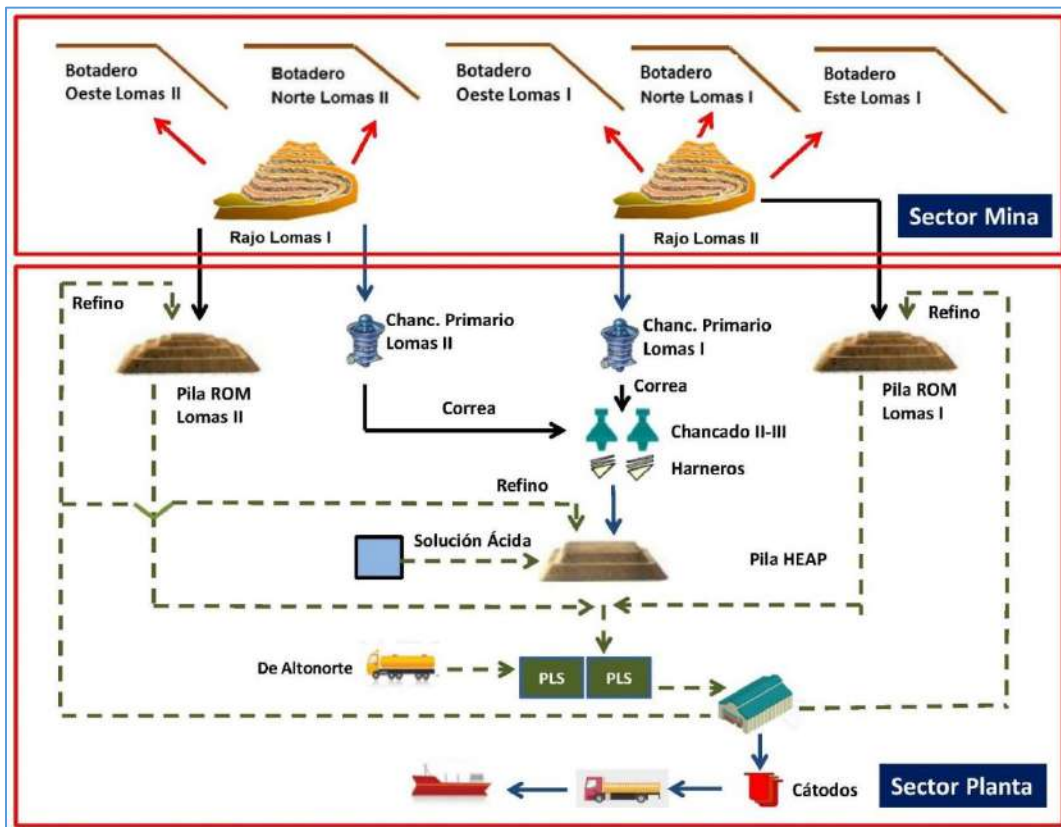 Botadero
Oeste Lomas II
Botadero
Norte Lomas II
Botadero
Oeste Lomas I
Botadero
Norte Lomas I
Botadero
Este Lomas I
Rajo Lomas I
Rajo Lomas II
Sector Mina
Refino
Pila ROM
Lomas II
Chanc. Primario
Lomas II
Correa
Chanc. Primario
Lomas I
Correa
Chancado II-III
Harneros
Refino
Pila ROM
Lomas I
Refino
Solución Ácida
Pila HEAP
De Altonorte
PLS
PLS
Cátodos
Sector Planta